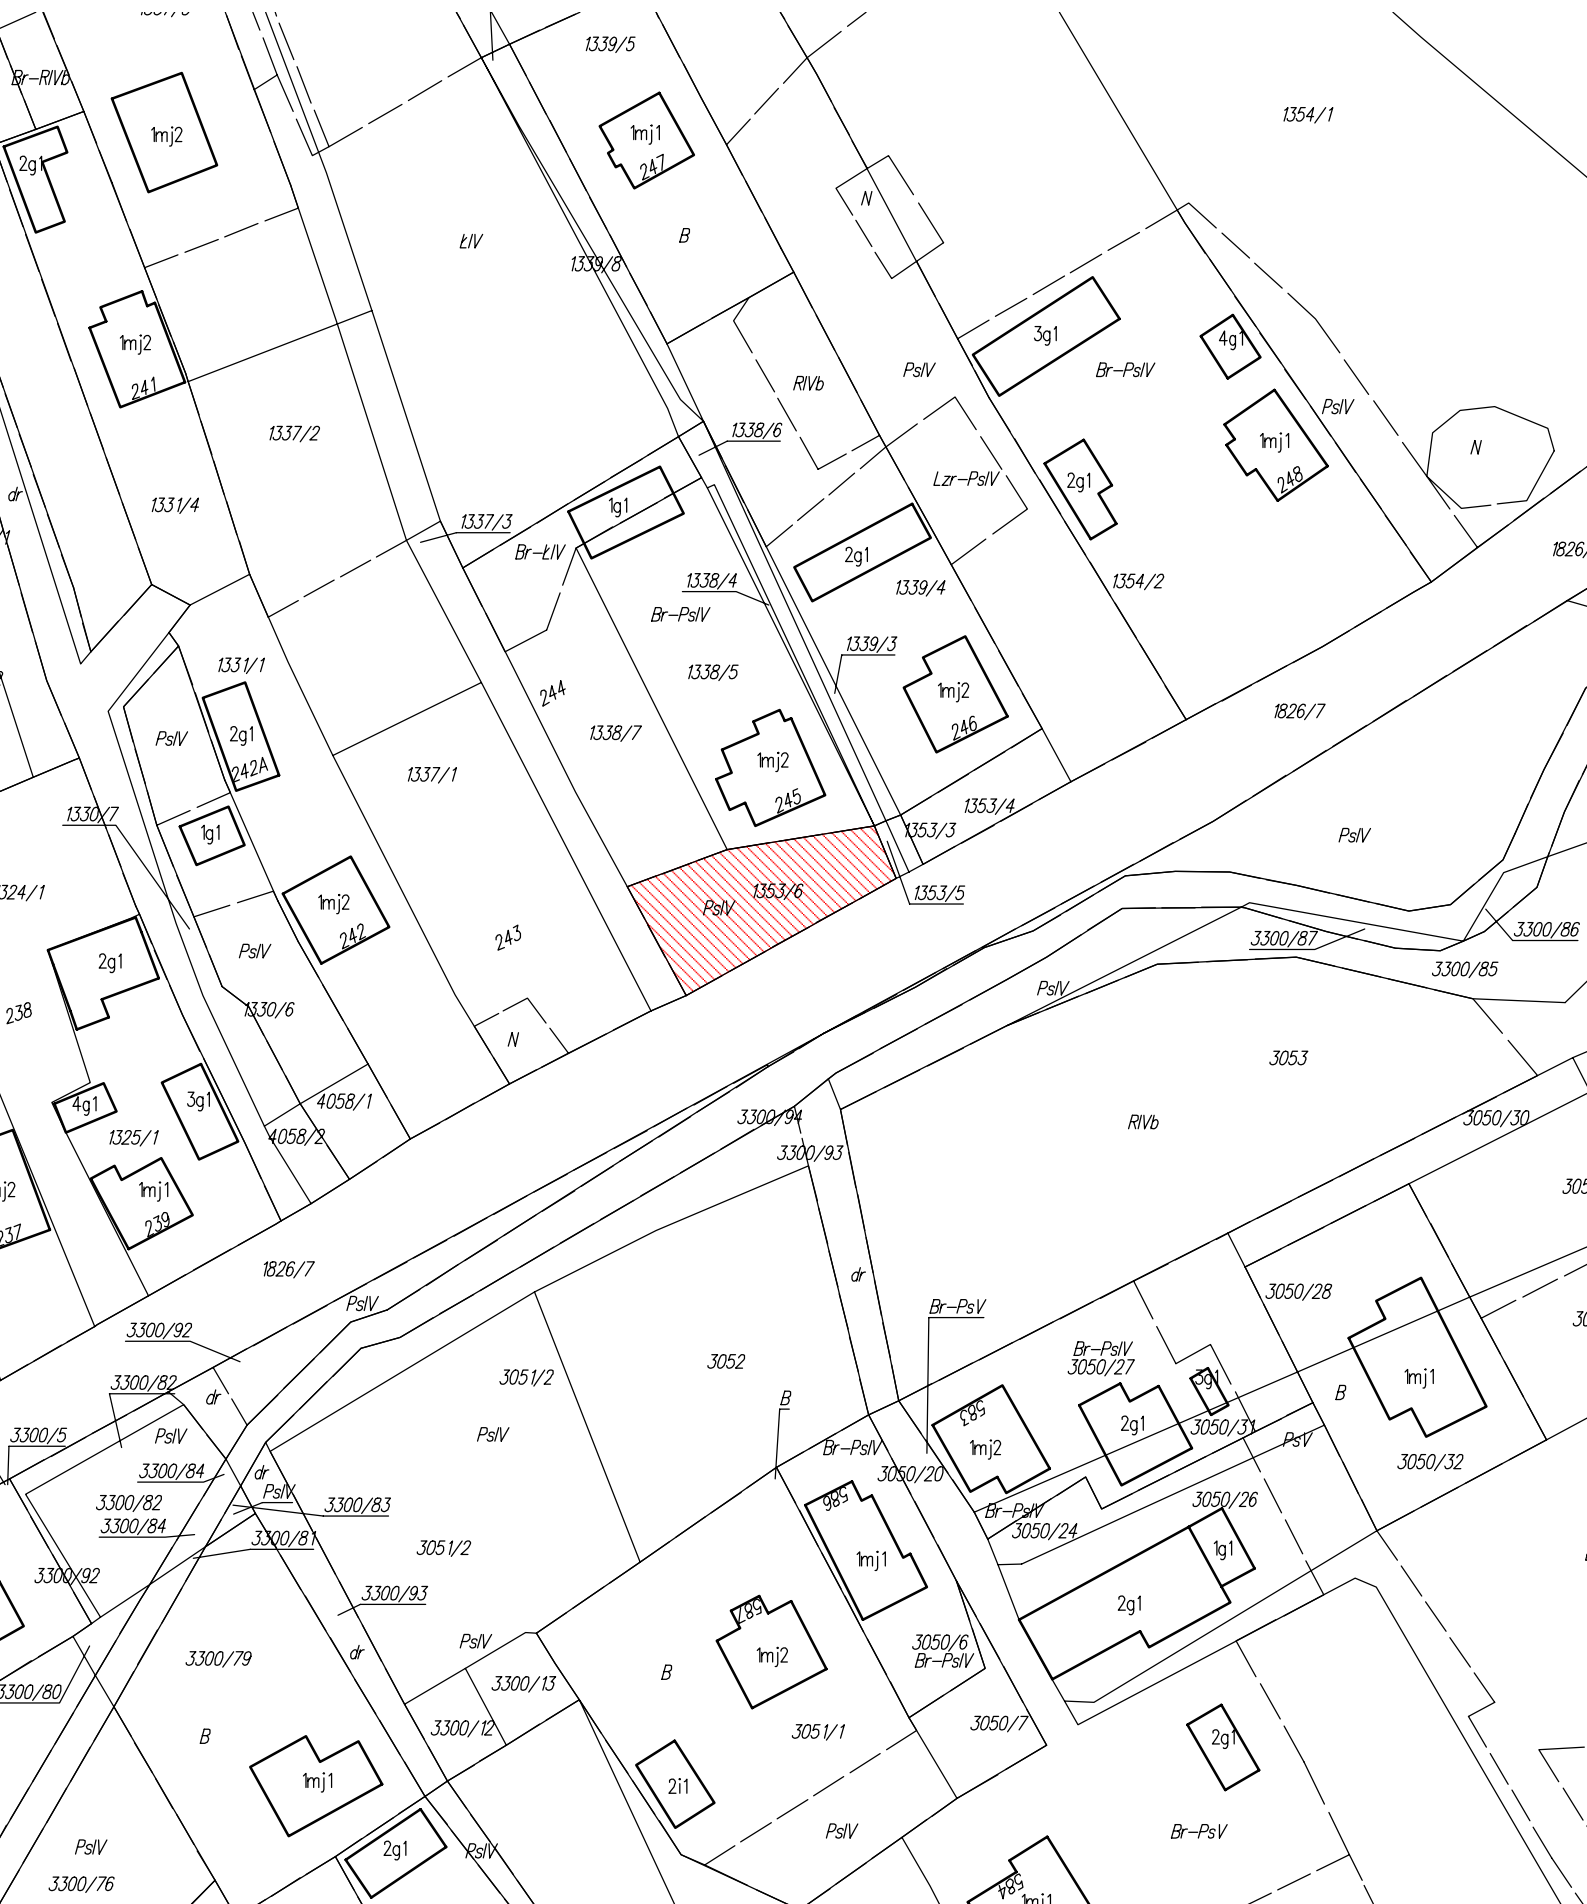 1339/5
Br-RIVb
1mj2
1mj1
247
1354/1
2g1
N
B
ŁIV
1339/8
1mj2
241
3g1
4g1
RIVb
PsIV
Br-PsIV
PsIV
1337/2
1338/6
1mj1
248
N
dr
1331/4
1g1
Lzr-PsIV
2g1
1337/3
Br-ŁIV
2g1
1826/
1338/4
1339/4
1354/2
Br-PsIV
1339/3
1331/1
1338/5
244
1mj2
246
1826/7
PsIV
2g1
242A
1338/7
1mj2
245
1337/1
1330/7
1g1
1353/4
1353/3
PsIV
1353/6
PsIV
1353/5
1mj2
242
243
3300/86
3300/87
2g1
PsIV
3300/85
PsIV
238
1330/6
N
3053
4g1
3g1
4058/1
3300/94
RIVb
3050/30
1325/1
4058/2
3300/93
1mj1
239
237
1826/7
dr
3050/28
PsIV
Br-PsV
3300/92
Br-PsIV
3050/27
3052
3051/2
3g1
1mj1
3300/82
dr
B
B
583
2g1
3050/31
PsIV
PsIV
3300/5
Br-PsIV
1mj2
PsV
3050/32
3300/84
dr
3050/20
PsIV
3300/82
3300/83
586
Br-PsIV
3050/26
3300/84
3050/24
3300/81
3051/2
1mj1
1g1
3300/92
3300/93
587
2g1
PsIV
3050/6
dr
1mj2
Br-PsIV
3300/79
B
3300/13
3300/80
3300/12
3051/1
3050/7
B
2g1
1mj1
2i1
PsIV
2g1
PsIV
PsIV
Br-PsV
3300/76
584
1mj1